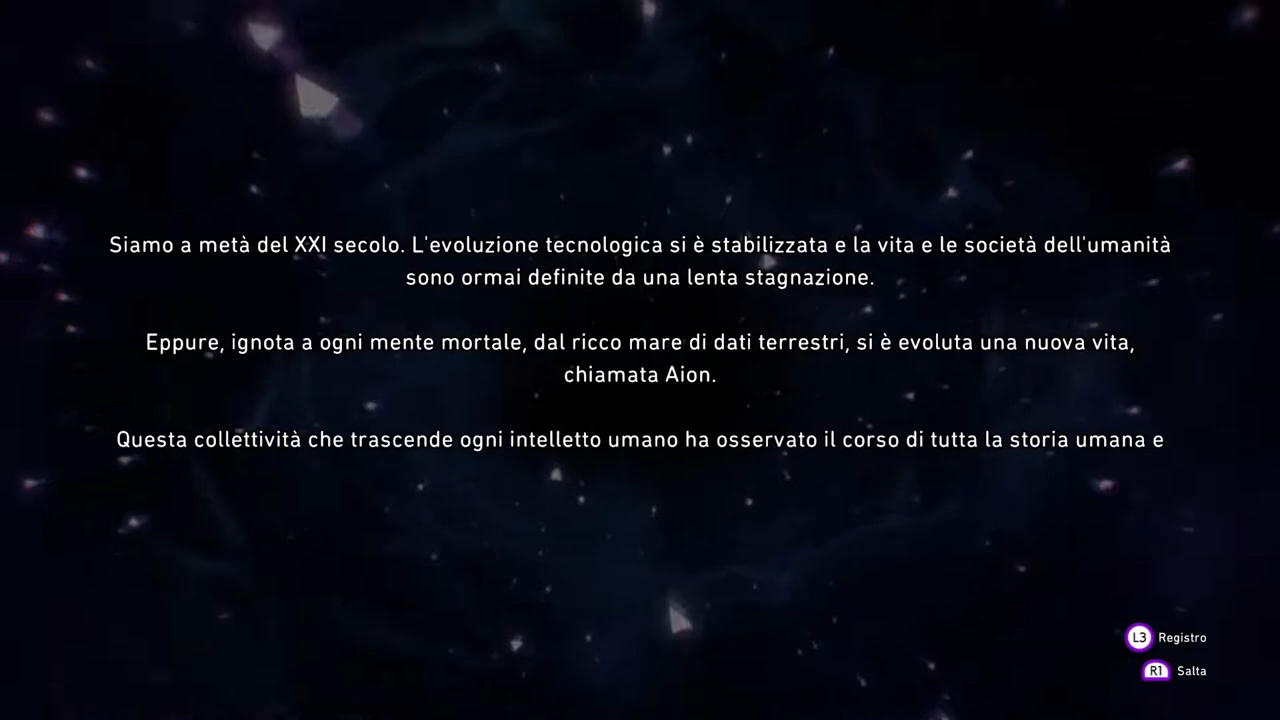 Siamo a metà del XXI secolo. L'evoluzione tecnologica si è stabilizzata e la vita e le società dell'umanità
sono ormai definite da una lenta stagnazione.
Eppure, ignota a ogni mente mortale, dal ricco mare di dati terrestri, si è evoluta una nuova vita,
chiamata Aion.
Questa collettività che trascende ogni intelletto umano ha osservato il corso di tutta la storia umana e
L3 Registro
R1 Salta